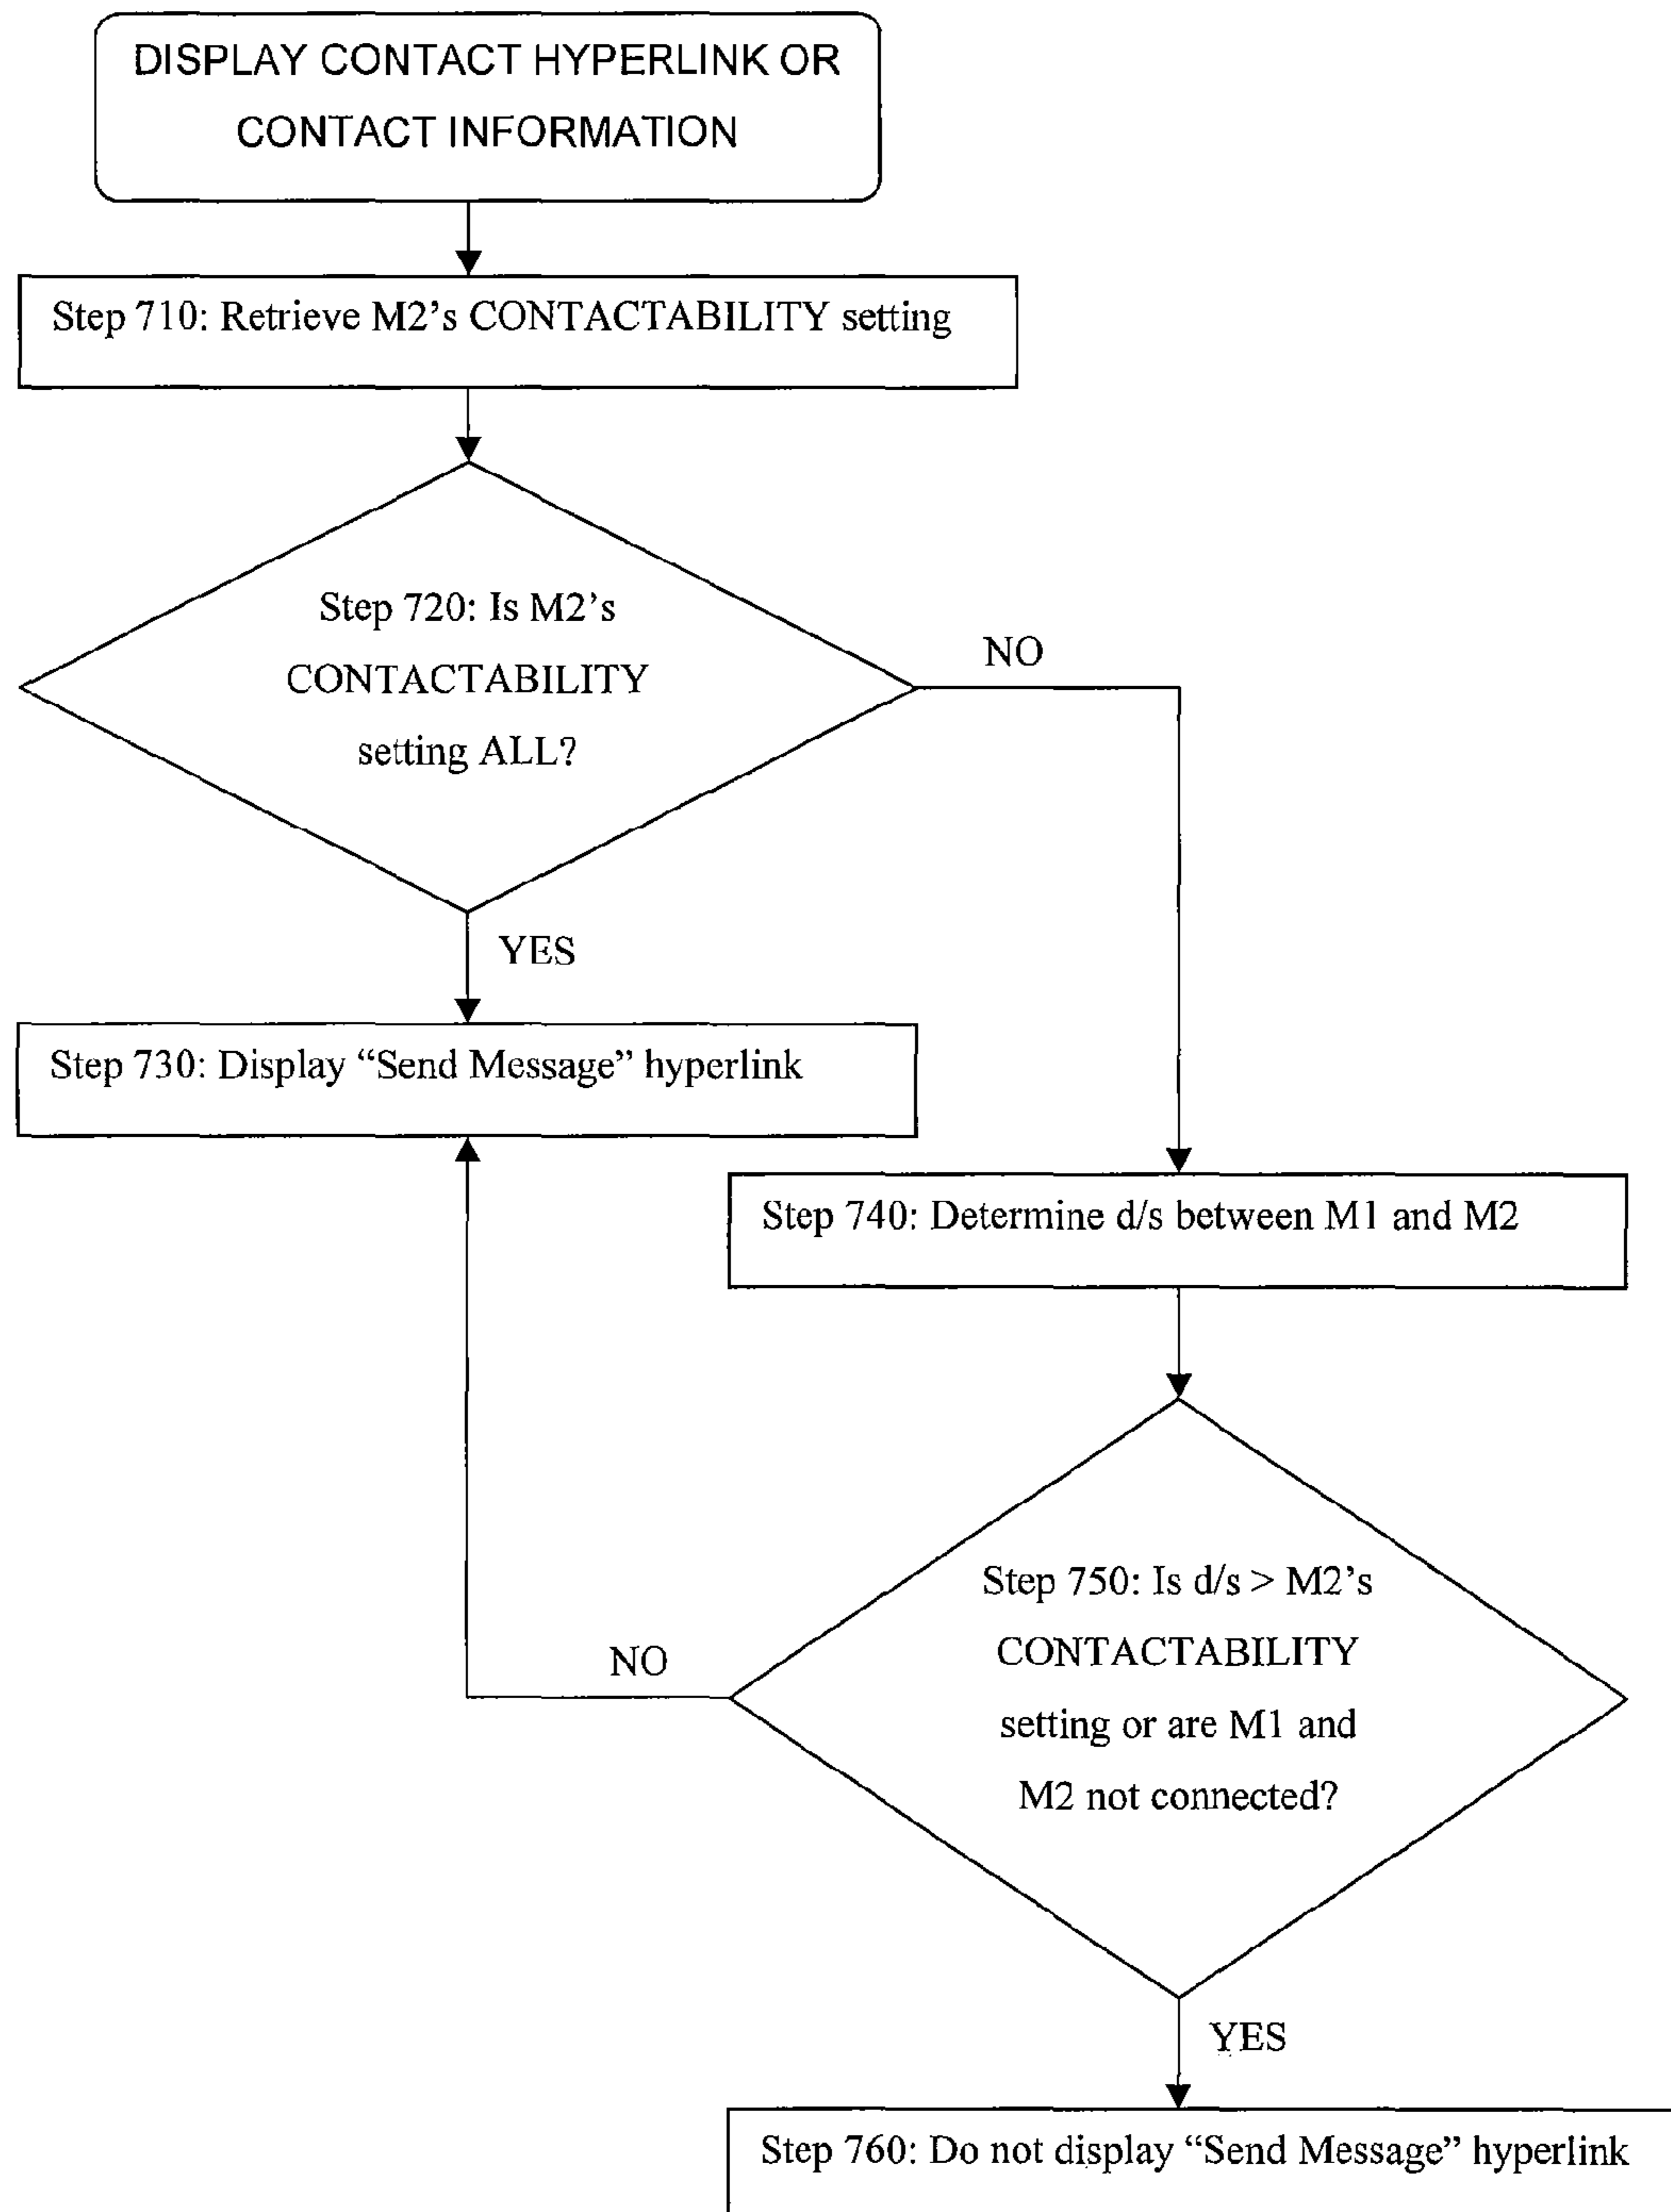 DISPLAY CONTACT HYPERLINK OR
CONTACT INFORMATION
Step 710: Retrieve M2’s CONTACTABILITY setting
Step 720: Is M2’s
CONTACTABILITY
setting ALL?
NO
YES
Step 730: Display “Send Message” hyperlink
Step 740: Determine d/s between M1 and M2
Step 750: Is d/s > M2’s
CONTACTABILITY
setting or are M1 and
M2 not connected?
NO
YES
Step 760: Do not display “Send Message” hyperlink